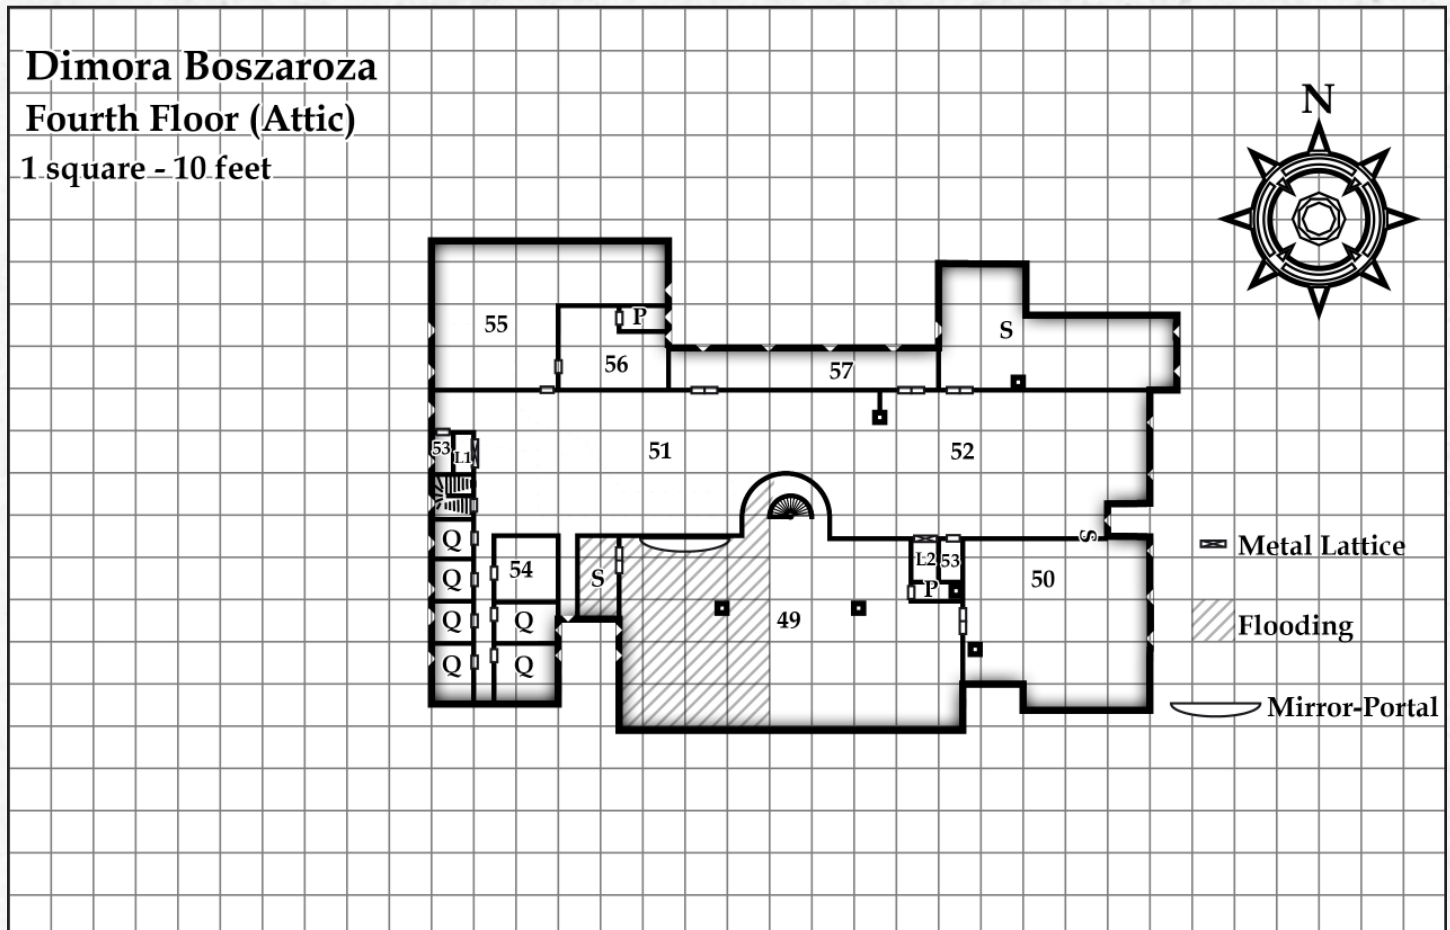 Dimora Boszaroza
Fourth Floor (Attic)
1 square - 10 feet
N
55
P
S
56
57
53
L1
51
52
Q
54
S
L2
53
S
Metal Lattice
Q
P
50
Q
Q
49
Flooding
Q
Q
Mirror-Portal